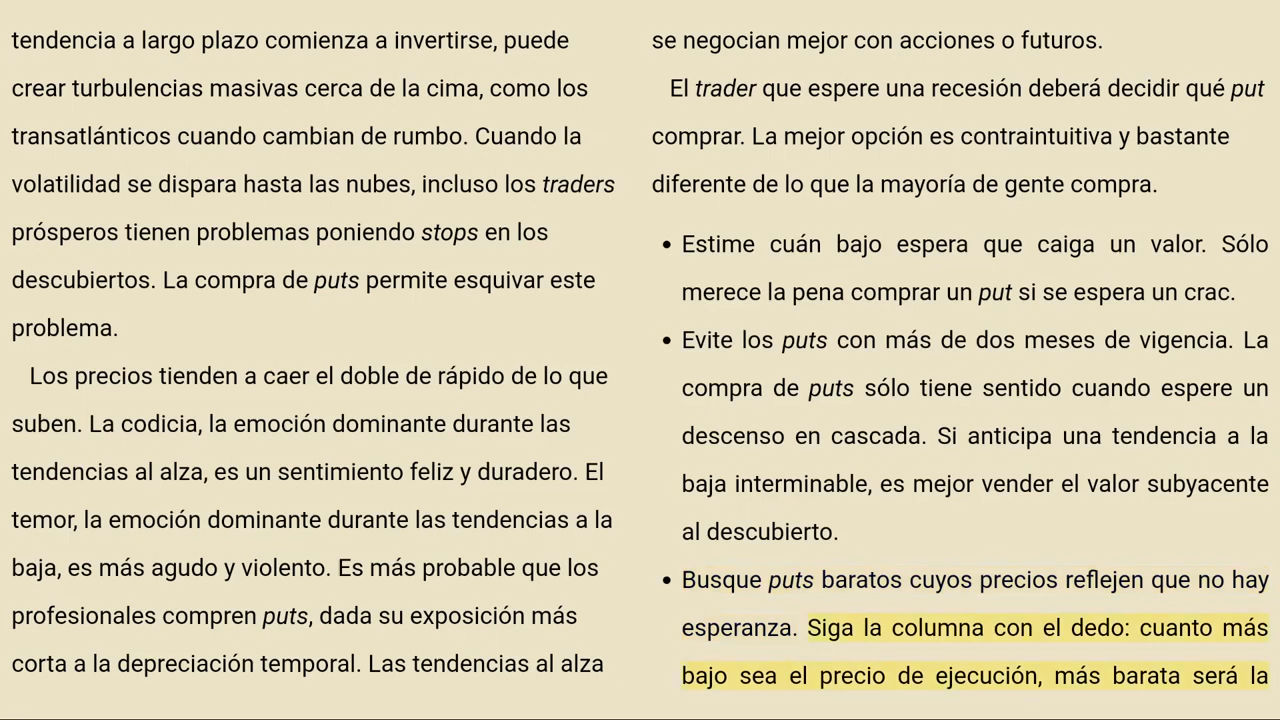 tendencia a largo plazo comienza a invertirse, puede
crear turbulencias masivas cerca de la cima, como los
transatlánticos cuando cambian de rumbo. Cuando la
volatilidad se dispara hasta las nubes, incluso los traders
prósperos tienen problemas poniendo stops en los
descubiertos. La compra de puts permite esquivar este
problema.
Los precios tienden a caer el doble de rápido de lo que
suben. La codicia, la emoción dominante durante las
tendencias al alza, es un sentimiento feliz y duradero. El
temor, la emoción dominante durante las tendencias a la
baja, es más agudo y violento. Es más probable que los
profesionales compren puts, dada su exposición más
corta a la depreciación temporal. Las tendencias al alza
se negocian mejor con acciones o futuros.
El trader que espere una recesión deberá decidir qué put
comprar. La mejor opción es contraintuitiva y bastante
diferente de lo que la mayoría de gente compra.
• Estime cuán bajo espera que caiga un valor. Sólo
merece la pena comprar un put si se espera un crac.
• Evite los puts con más de dos meses de vigencia. La
compra de puts sólo tiene sentido cuando espere un
descenso en cascada. Si anticipa una tendencia a la
baja interminable, es mejor vender el valor subyacente
al descubierto.
• Busque puts baratos cuyos precios reflejen que no hay
esperanza. Siga la columna con el dedo: cuanto más
bajo sea el precio de ejecución, más barata será la